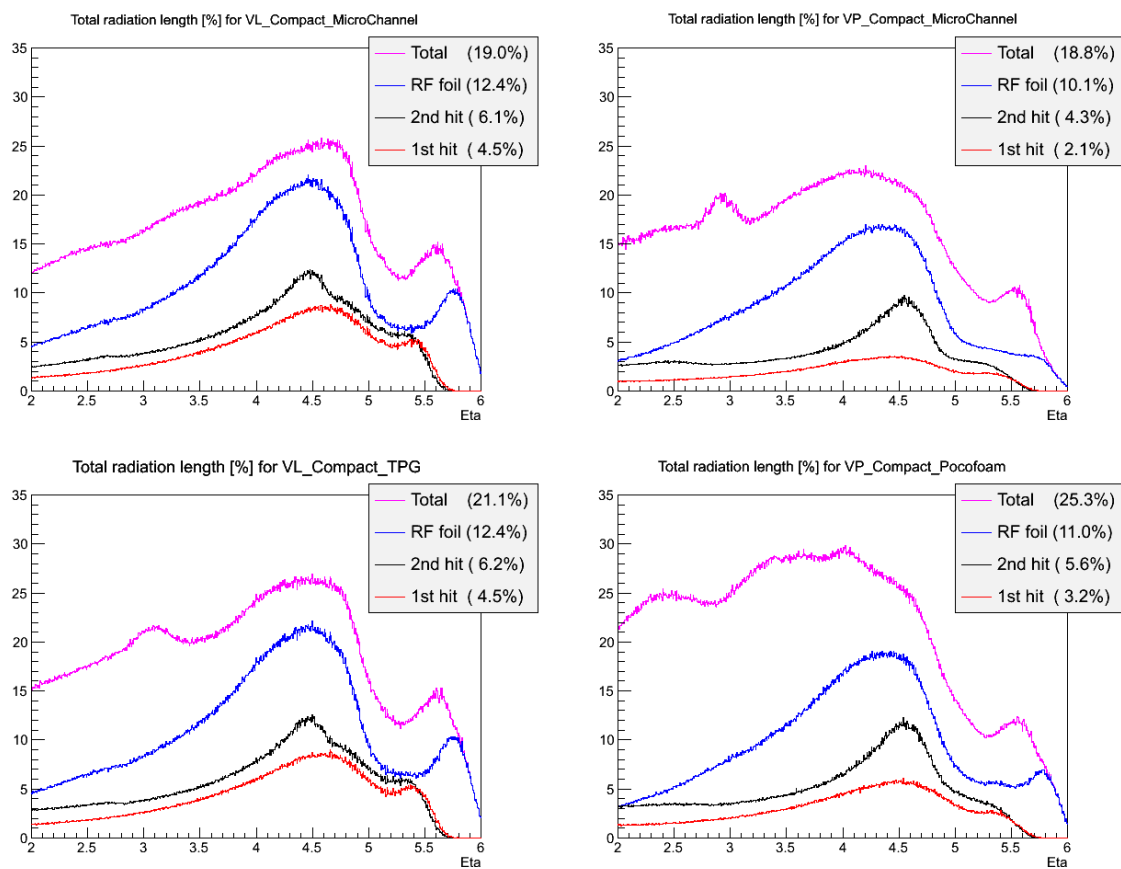 Total radiation length [%] for VL_Compact_MicroChannel
Total (19.0%)
RF foil (12.4%)
2nd hit ( 6.1%)
1st hit ( 4.5%)
35
30
25
20
15
10
5
0
2 2.5 3 3.5 4 4.5 5 5.5 6
Eta
Total radiation length [%] for VP_Compact_MicroChannel
Total (18.8%)
RF foil (10.1%)
2nd hit ( 4.3%)
1st hit ( 2.1%)
35
30
25
20
15
10
5
0
2 2.5 3 3.5 4 4.5 5 5.5 6
Eta
Total radiation length [%] for VL_Compact_TPG
Total (21.1%)
RF foil (12.4%)
2nd hit ( 6.2%)
1st hit ( 4.5%)
35
30
25
20
15
10
5
0
2 2.5 3 3.5 4 4.5 5 5.5 6
Eta
Total radiation length [%] for VP_Compact_Pocofoam
Total (25.3%)
RF foil (11.0%)
2nd hit ( 5.6%)
1st hit ( 3.2%)
35
30
25
20
15
10
5
0
2 2.5 3 3.5 4 4.5 5 5.5 6
Eta